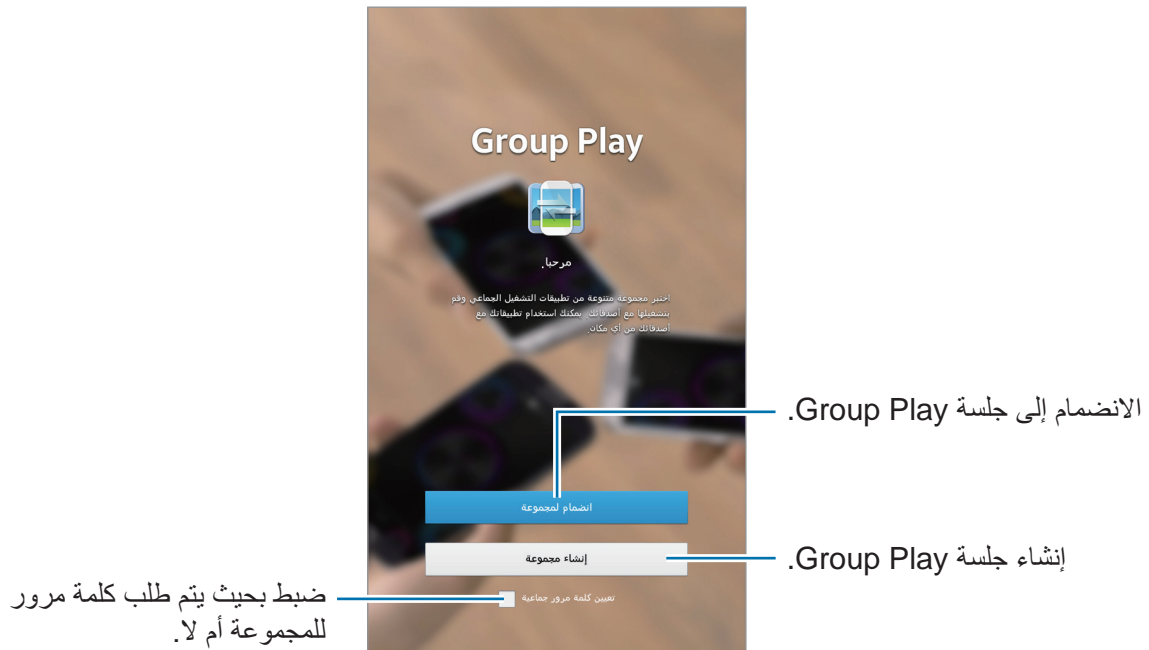 Group Play
مرحبا.
اختبر مجموعة متنوعة من تطبيقات التشغيل الجماعي وقم
بتشغيلها مع أصدقائك. يمكنك استخدام تطبيقاتك مع
أصدقائك من أي مكان.
الانضمام إلى جلسة Group Play.
انضمام لمجموعة
إنشاء مجموعة
إنشاء جلسة Group Play.
تعيين كلمة مرور جماعية
ضبط بحيث يتم طلب كلمة مرور
للمجموعة أم لا.